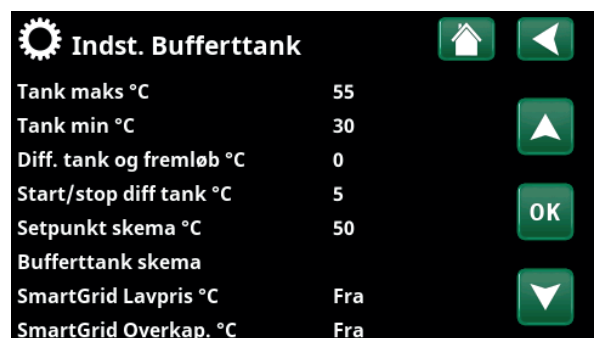 Indst. Bufferttank
Tank maks °C 55
Tank min °C 30
Diff. tank og fremløb °C 0
Start/stop diff tank °C 5
Setpunkt skema °C 50
OK
Bufferttank skema
SmartGrid Lavpris °C Fra
SmartGrid Overkap. °C Fra